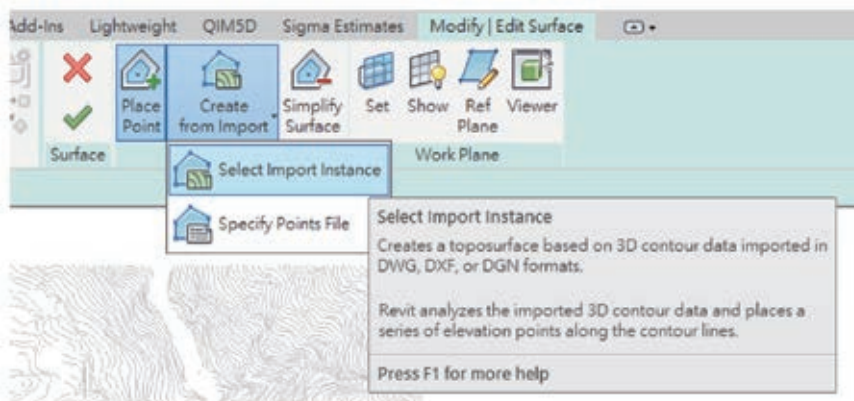 Add-Ins Lightweight QIM5D Sigma Estimates Modify | Edit Surface
Place Create Simplify Set Show Ref Viewer
Point from Import Surface Plane
Surface Work Plane
Select Import Instance
Specify Points File
Select Import Instance
Creates a toposurface based on 3D contour data imported in
DWG, DXF, or DGN formats.
Revit analyzes the imported 3D contour data and places a
series of elevation points along the contour lines.
Press F1 for more help